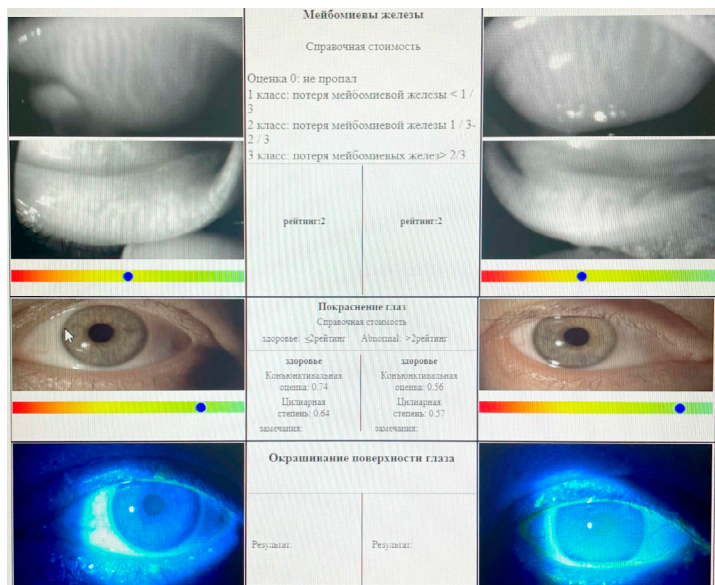 Мейбомиевы железы
Справочная стоимость
Оценка 0: не пропал
1 класс: потеря мейбомиевой железы < 1 /
3
2 класс: потеря мейбомиевой железы 1 / 3-
2 / 3
3 класс: потеря мейбомиевых желез> 2/3
рейтинг:2 рейтинг:2
Покраснение глаз
Справочная стоимость
здоровье: ≤2рейтинг Abnormal: >2рейтинг
здоровье здоровье
Коньюнктивальная Коньюнктивальная
оценка: 0.74 оценка: 0.56
Цилиарная Цилиарная
степень: 0.64 степень: 0.57
замечания: замечания:
Окрашивание поверхности глаза
Результат: Результат: